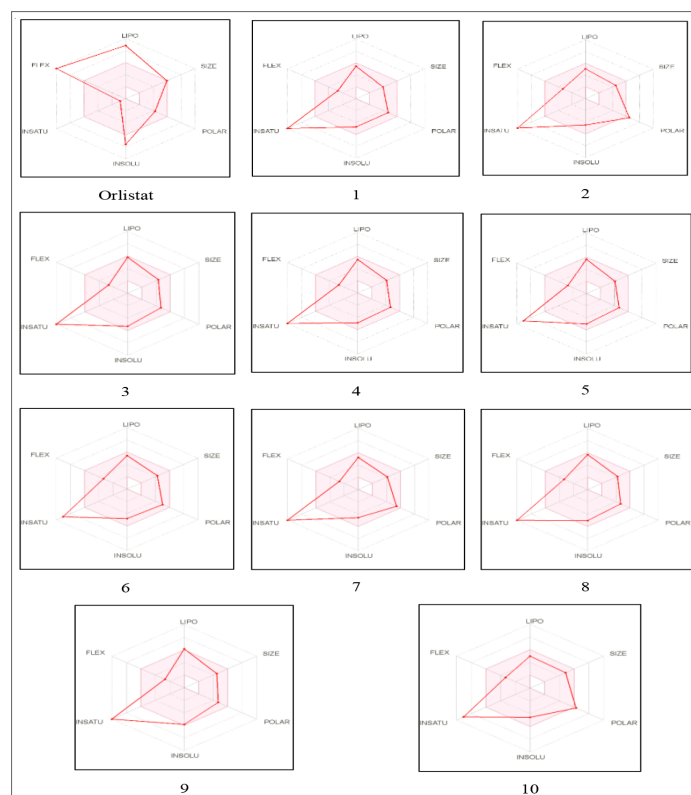 LIPO
FLEX
SIZE
INSATU
POLAR
INSOLU
Orlistat
LIPO
FLEX
SIZE
INSATU
POLAR
INSOLU
1
LIPO
FLEX
SIZE
INSATU
POLAR
INSOLU
2
LIPO
FLEX
SIZE
INSATU
POLAR
INSOLU
3
LIPO
FLEX
SIZE
INSATU
POLAR
INSOLU
4
LIPO
FLEX
SIZE
INSATU
POLAR
INSOLU
5
LIPO
FLEX
SIZE
INSATU
POLAR
INSOLU
6
LIPO
FLEX
SIZE
INSATU
POLAR
INSOLU
7
LIPO
FLEX
SIZE
INSATU
POLAR
INSOLU
8
LIPO
FLEX
SIZE
INSATU
POLAR
INSOLU
9
LIPO
FLEX
SIZE
INSATU
POLAR
INSOLU
10